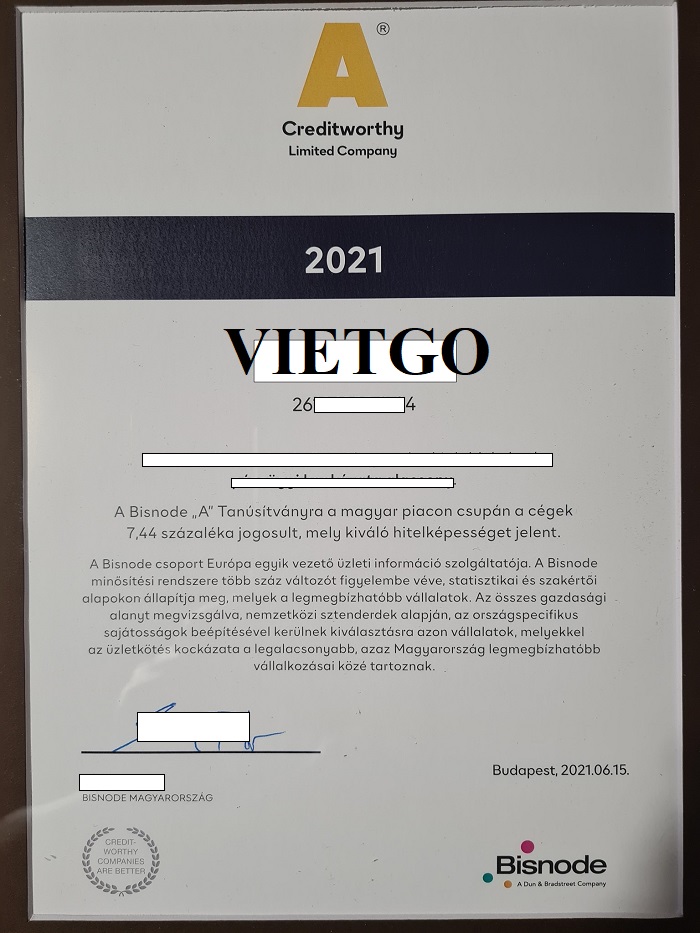 A®
Creditworthy
Limited Company
2021
VIETGO
26 4
A Bisnode „A” Tanúsítványra a magyar piacon csupán a cégek
7,44 százaléka jogosult, mely kiváló hitelképességet jelent.
A Bisnode csoport Európa egyik vezető üzleti információ szolgáltatója. A Bisnode
minősítési rendszere több száz változót figyelembe véve, statisztikai és szakértői
alapokon állapítja meg, melyek a legmegbízhatóbb vállalatok. Az összes gazdasági
alanyt megvizsgálva, nemzetközi sztenderdek alapján, az országspecifikus
sajátosságok beépítésével kerülnek kiválasztásra azon vállalatok, melyekkel
az üzletkötés kockázata a legalacsonyabb, azaz Magyarország legmegbízhatóbb
vállalkozásai közé tartoznak.
Budapest, 2021.06.15.
BISNODE MAGYARORSZÁG
CREDIT-
WORTHY
COMPANIES
ARE BETTER
Bisnode
A Dun & Bradstreet Company